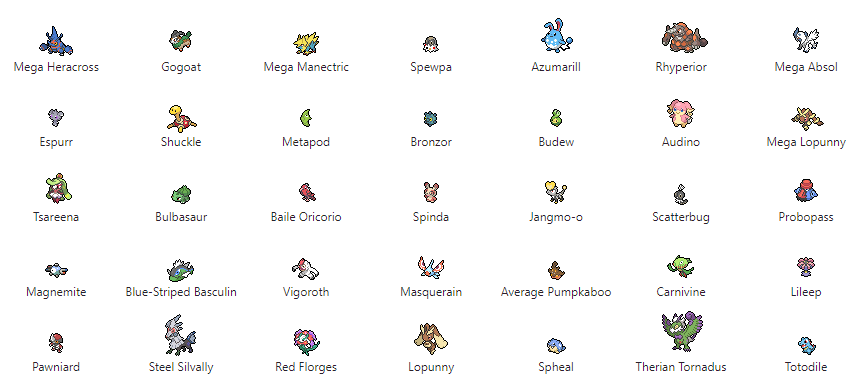 Mega Heracross Gogoat Mega Manectric Spewpa Azumarill Rhyperior Mega Absol
Espurr Shuckle Metapod Bronzor Budew Audino Mega Lopunny
Tsareena Bulbasaur Baile Oricorio Spinda Jangmo-o Scatterbug Probopass
Magnemite Blue-Striped Basculin Vigoroth Masquerain Average Pumpkaboo Carnivine Lileep
Pawniard Steel Silvally Red Florges Lopunny Spheal Therian Tornadus Totodile